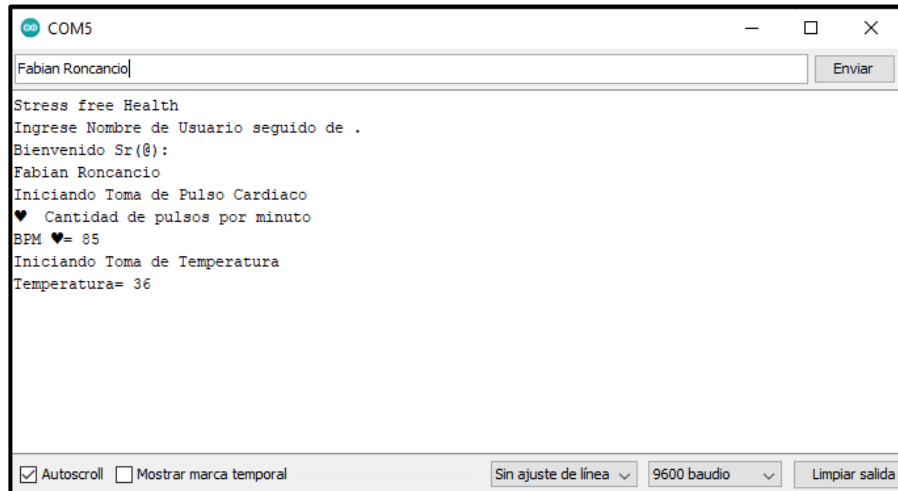 COM5
Fabian Roncancio
Enviar
Stress free Health
Ingrese Nombre de Usuario seguido de .
Bienvenido Sr(@):
Fabian Roncancio
Iniciando Toma de Pulso Cardiaco
♥  Cantidad de pulsos por minuto
BPM ♥= 85
Iniciando Toma de Temperatura
Temperatura= 36
Autoscroll Mostrar marca temporal Sin ajuste de línea 9600 baudio Limpiar salida